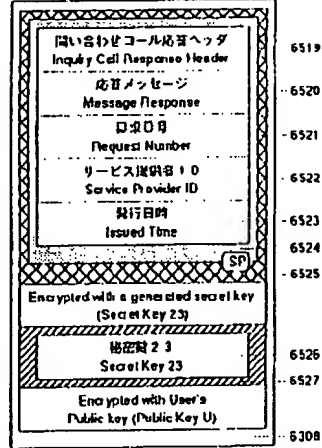 問い合わせコール応答ヘッダ
Inquiry Call Response Header
6519
応答メッセージ
Message Response
6520
Request Number
6521
サービス提供者ID
Service Provider ID
6522
発行日時
Issued Time
6523
6524
SP
6525
Encrypted with a generated secret key
(Secret Key 23)
秘密鍵23
Secret Key 23
6526
6527
Encrypted with User's
Public key (Public Key U)
6308